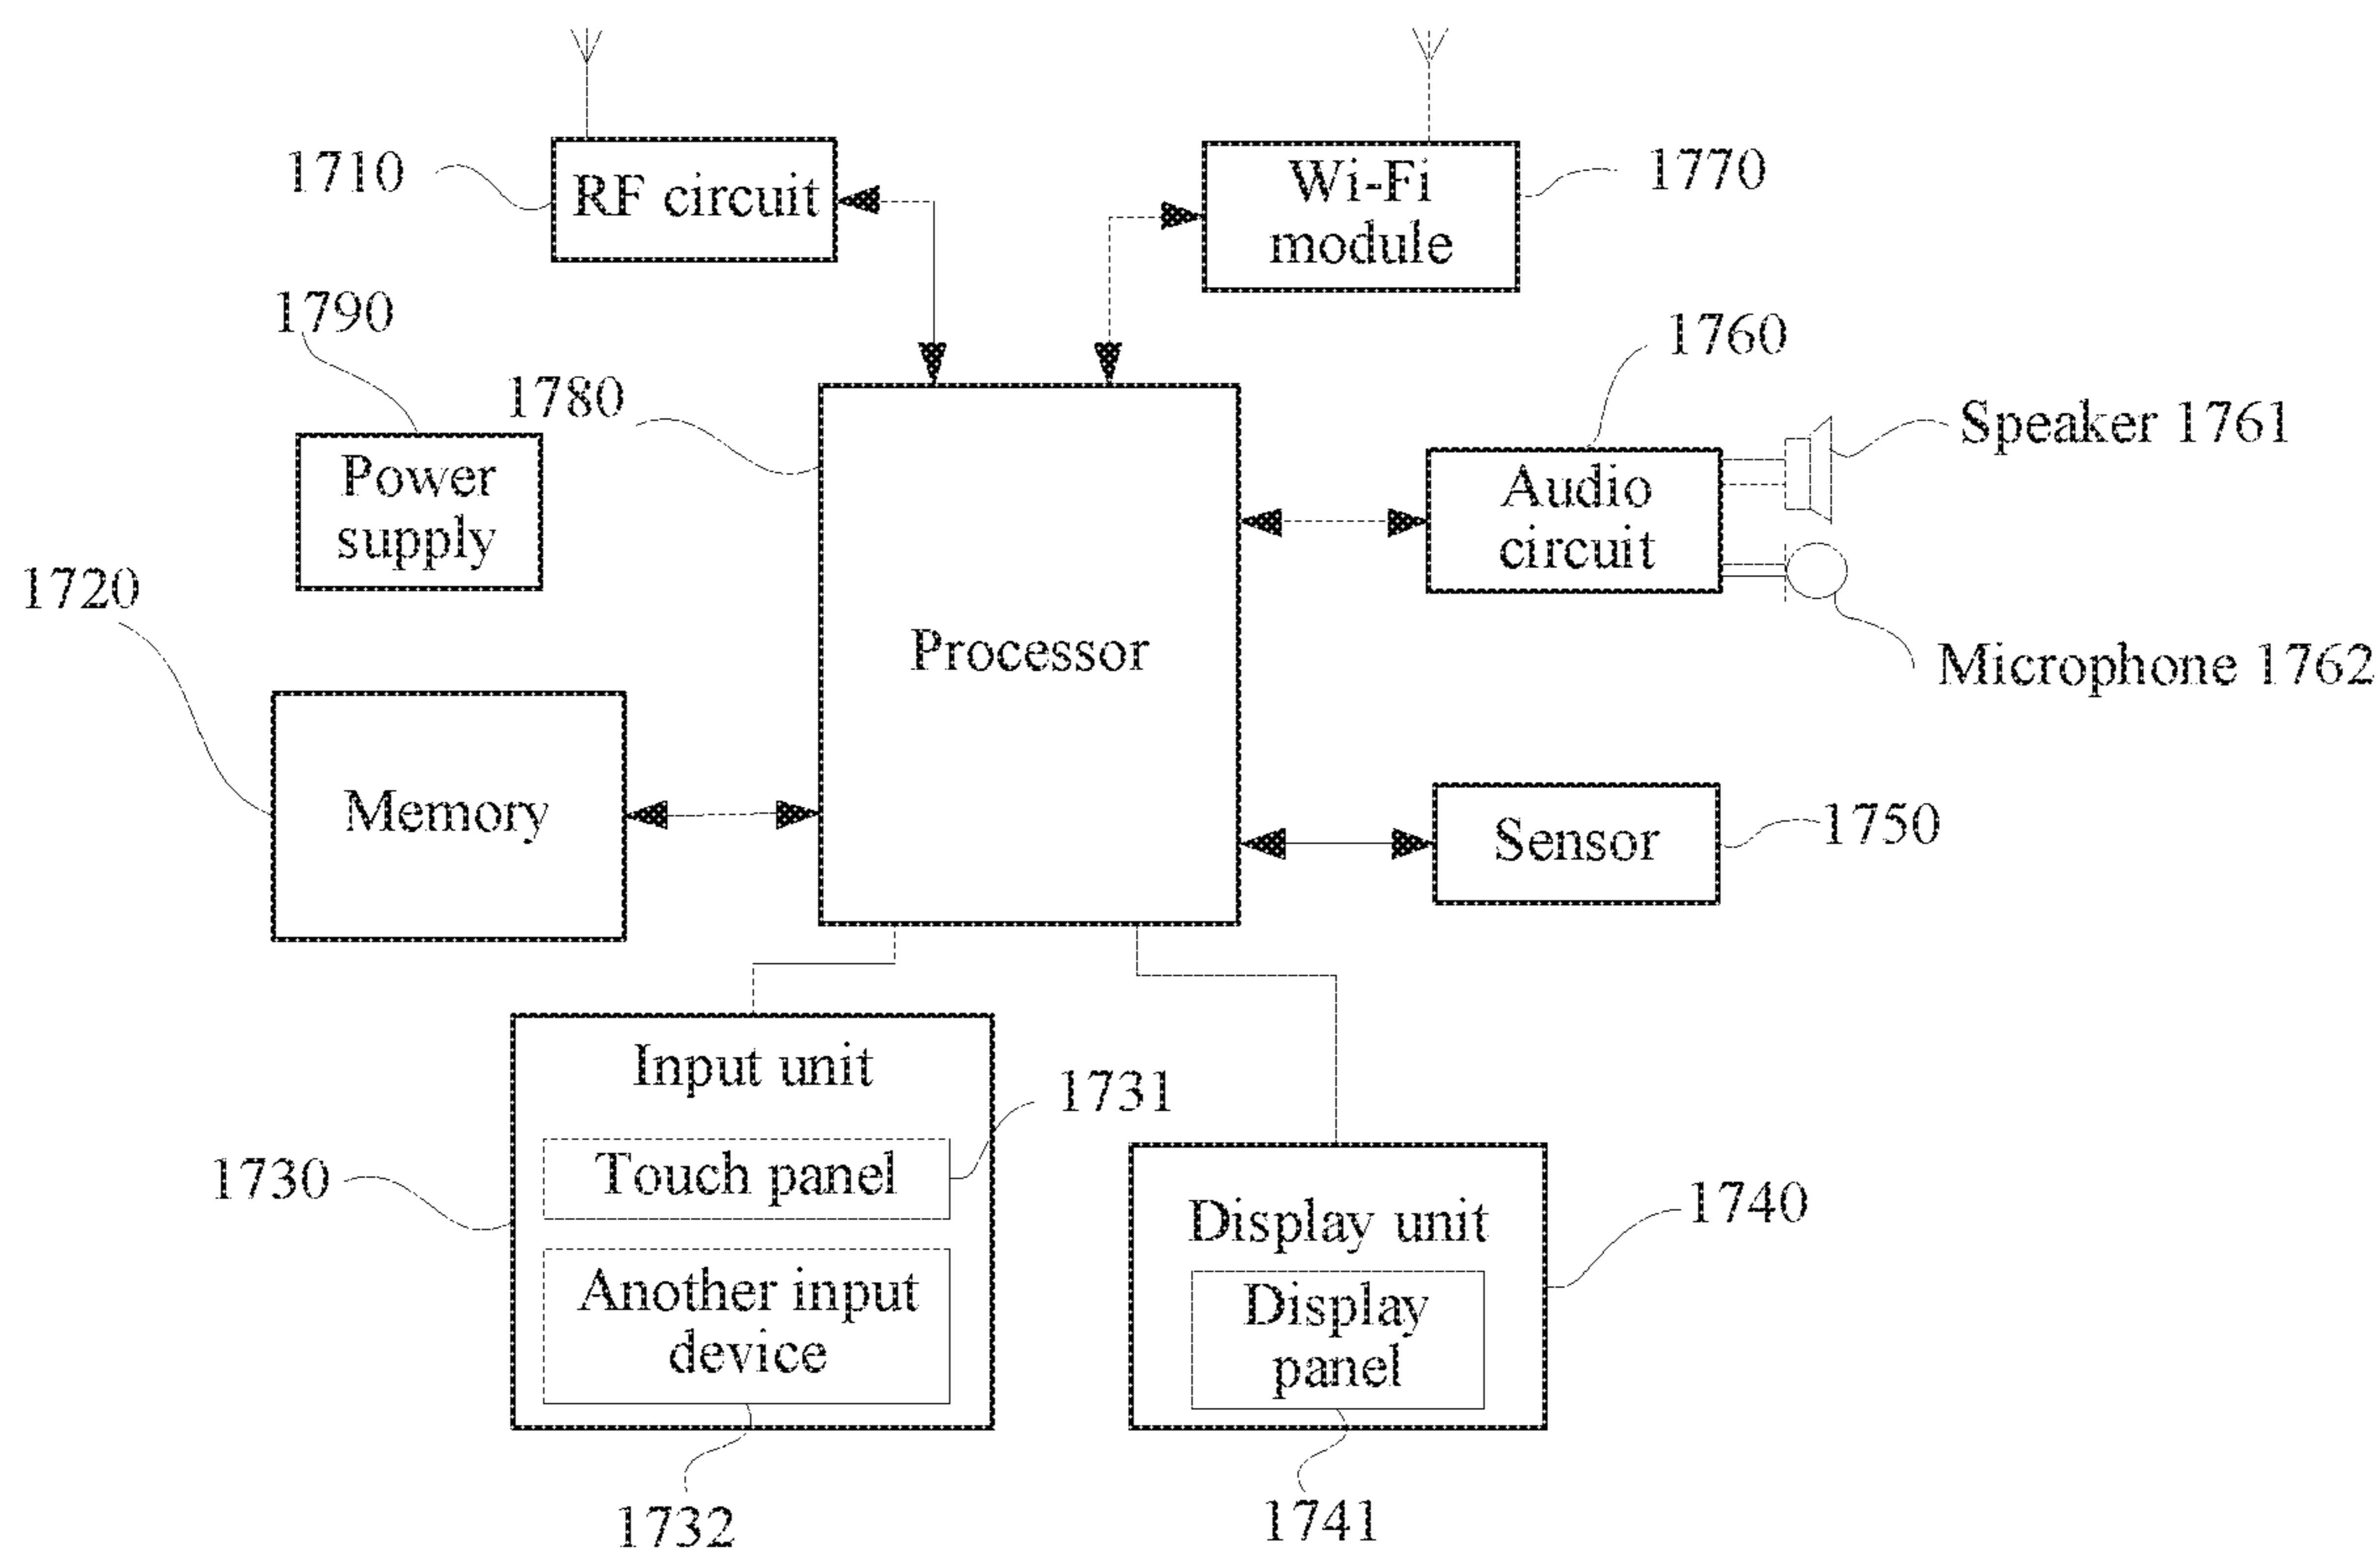 1710
RF circuit
Wi-Fi
module
1770
1790
1780
1760
Power
supply
Audio
circuit
Speaker 1761
1720
Processor
Microphone 1762
Memory
Sensor
1750
Input unit
1731
1730
Touch panel
Another input
device
Display unit
1740
Display
panel
1732
1741